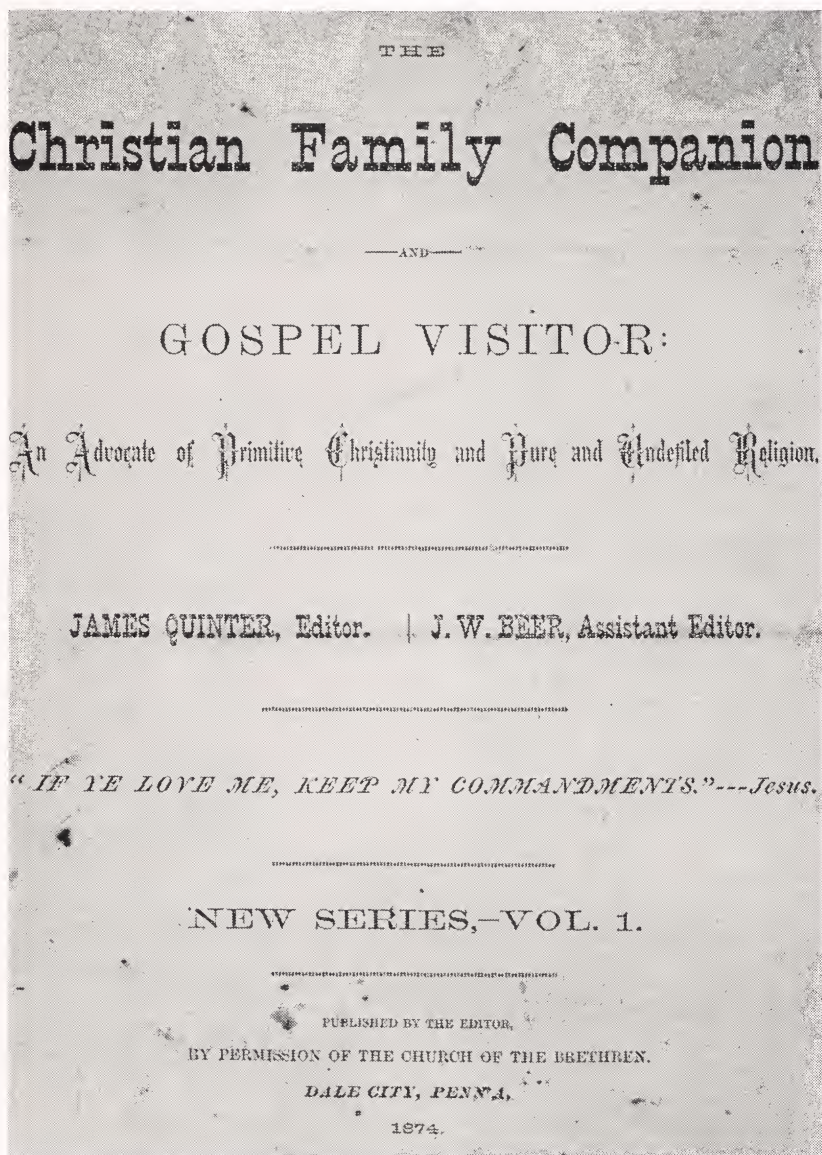 THE
Christian Family Companion
—AND—
GOSPEL VISITOR:
An Advocate of Primitive Christianity and Pure and Undefiled Religion.
JAMES QUINTER, Editor. | J. W. BEER, Assistant Editor.
"IF YE LOVE ME, KEEP MY COMMANDMENTS."---Jesus.
NEW SERIES,—VOL. 1.
PUBLISHED BY THE EDITOR,
BY PERMISSION OF THE CHURCH OF THE BRETHREN.
DALE CITY, PENN'A,
1874.